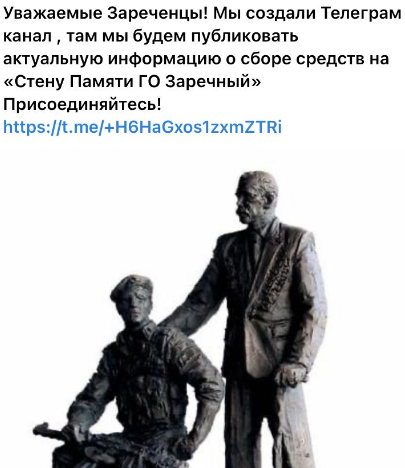 Уважаемые Зареченцы! Мы создали Телеграм
канал , там мы будем публиковать
актуальную информацию о сборе средств на
«Стену Памяти ГО Заречный»
Присоединяйтесь!
https://t.me/+H6HaGxos1zxmZTRi